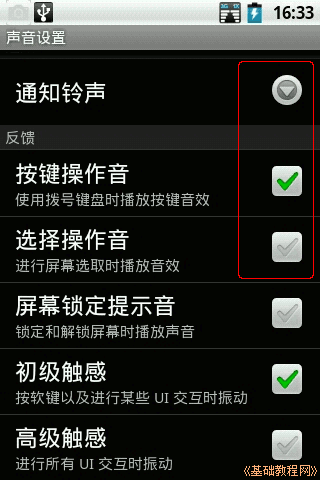 3G 1X 16:33
声音设置
通知铃声
反馈
按键操作音
使用拨号键盘时播放按键音效
选择操作音
进行屏幕选取时播放音效
屏幕锁定提示音
锁定和解锁屏幕时播放声音
初级触感
按软键以及进行某些 UI 交互时振动
高级触感
进行所有 UI 交互时振动
《基础教程网》